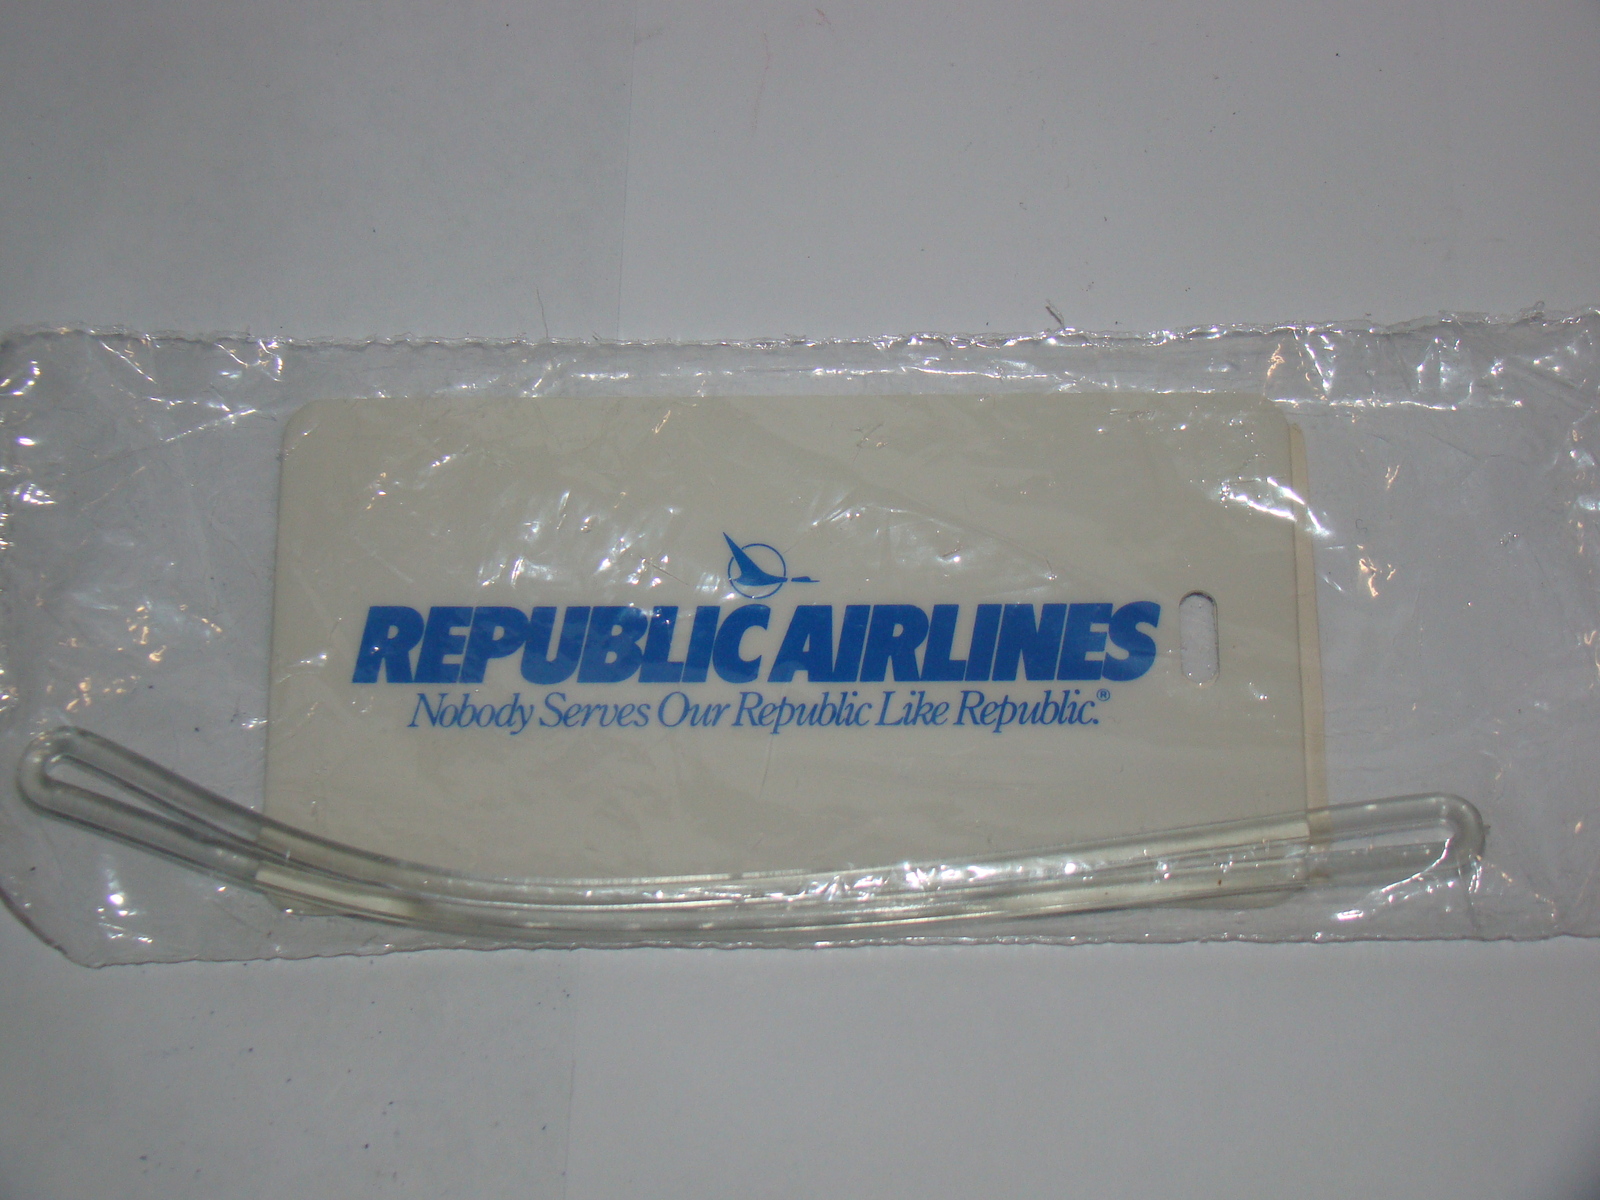 REPUBLIC AIRLINES
Nobody Serves Our Republic Like Republic.®